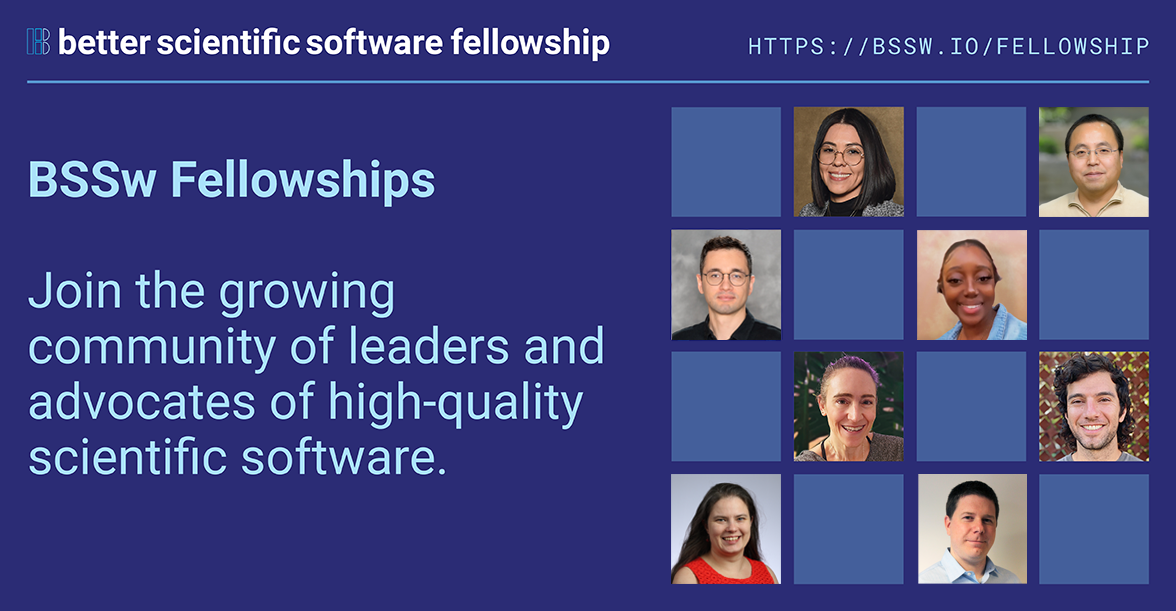 better scientific software fellowship
HTTPS://BSSW.IO/FELLOWSHIP
BSSw Fellowships
Join the growing
community of leaders and
advocates of high-quality
scientific software.